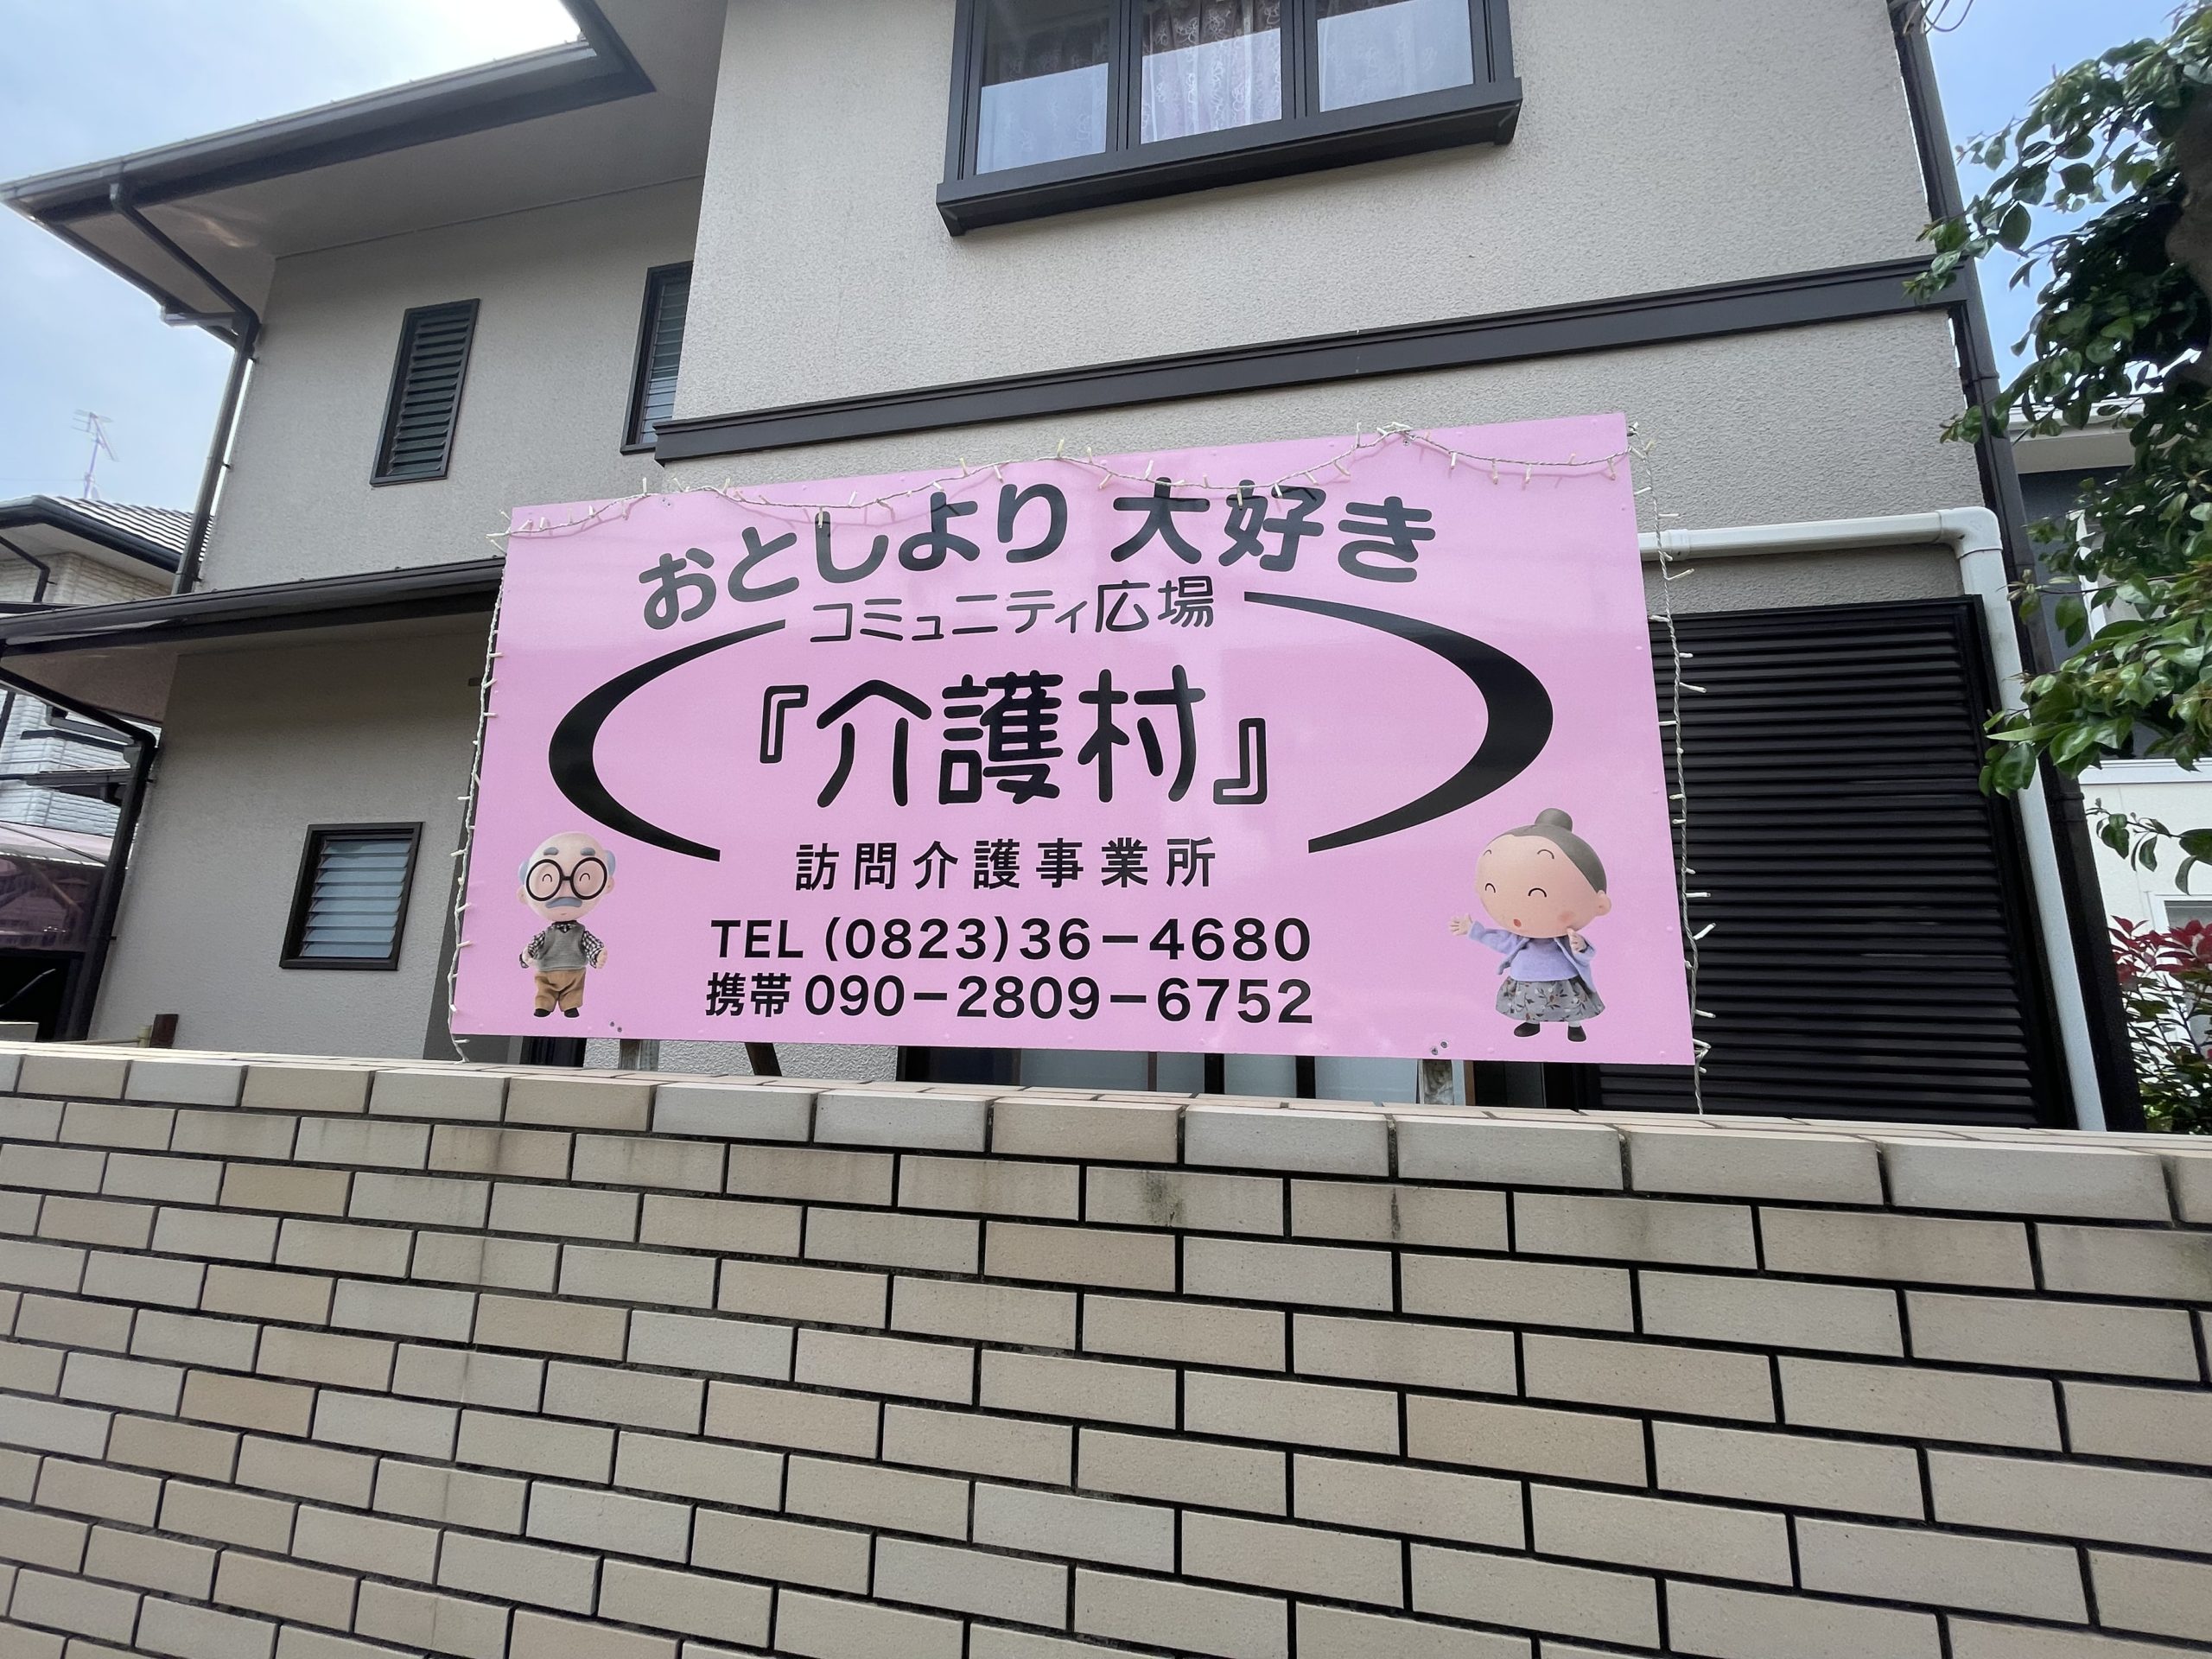 おとしより 大好き
コミュニティ広場
『介護村』
訪問介護事業所
TEL (0823)36－4680
携帯 090－2809－6752